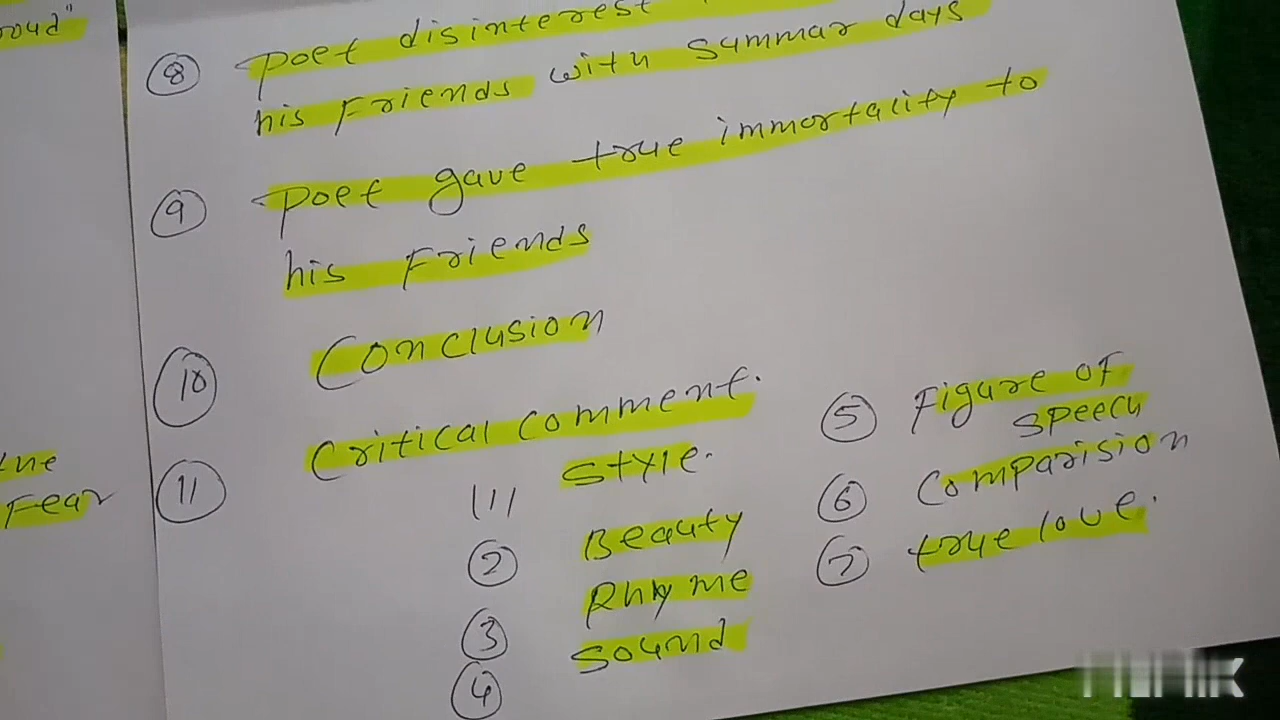 ⑧ Poet disinterest
his Friends with Summar days
⑨ Poet gave true immortality to
his Friends
⑩ Conclusion
⑪ Critical comment.
(1) Style.
② Beauty
③ Rhyme
④ Sound
⑤ Figure of
Speech
⑥ Comparision
⑦ true love.
Fear